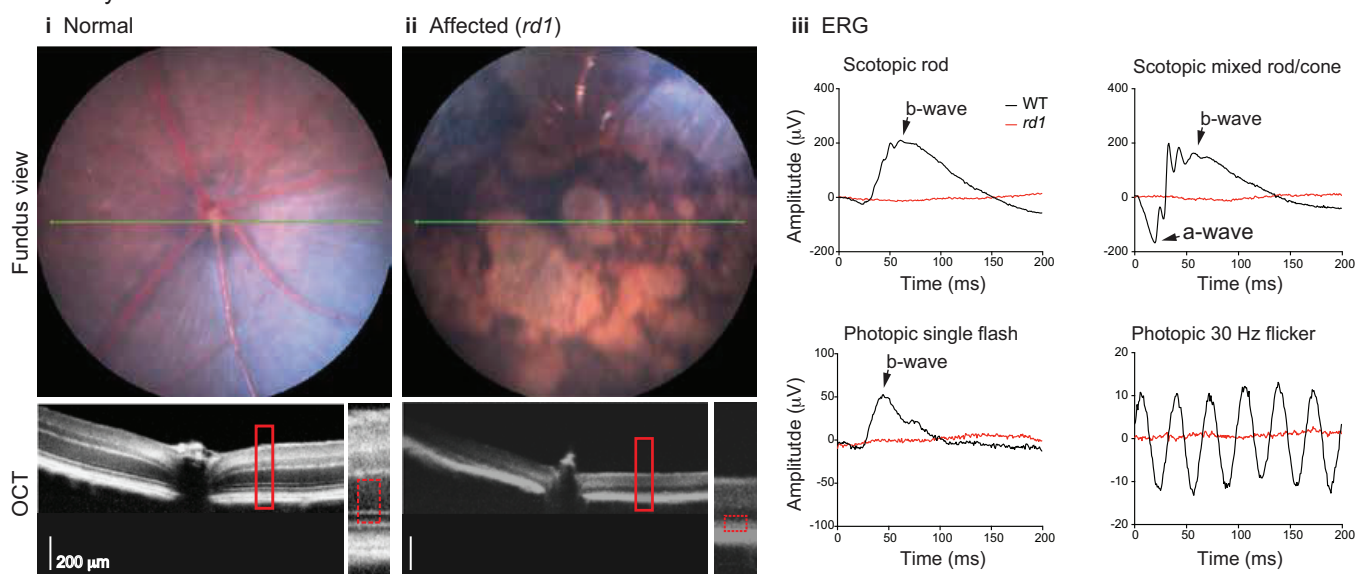 i Normal
ii Affected (rd1)
iii ERG
Fundus view
OCT
200 µm
Scotopic rod
400
200
0
-200
0
50
100
150
200
b-wave
WT
rd1
Amplitutde (µV)
Time (ms)
Scotopic mixed rod/cone
400
200
0
-200
0
50
100
150
200
b-wave
a-wave
Time (ms)
Photopic single flash
100
50
0
-50
-100
0
50
100
150
200
b-wave
Amplitutde (µV)
Time (ms)
Photopic 30 Hz flicker
20
10
0
-10
-20
0
50
100
150
200
Time (ms)